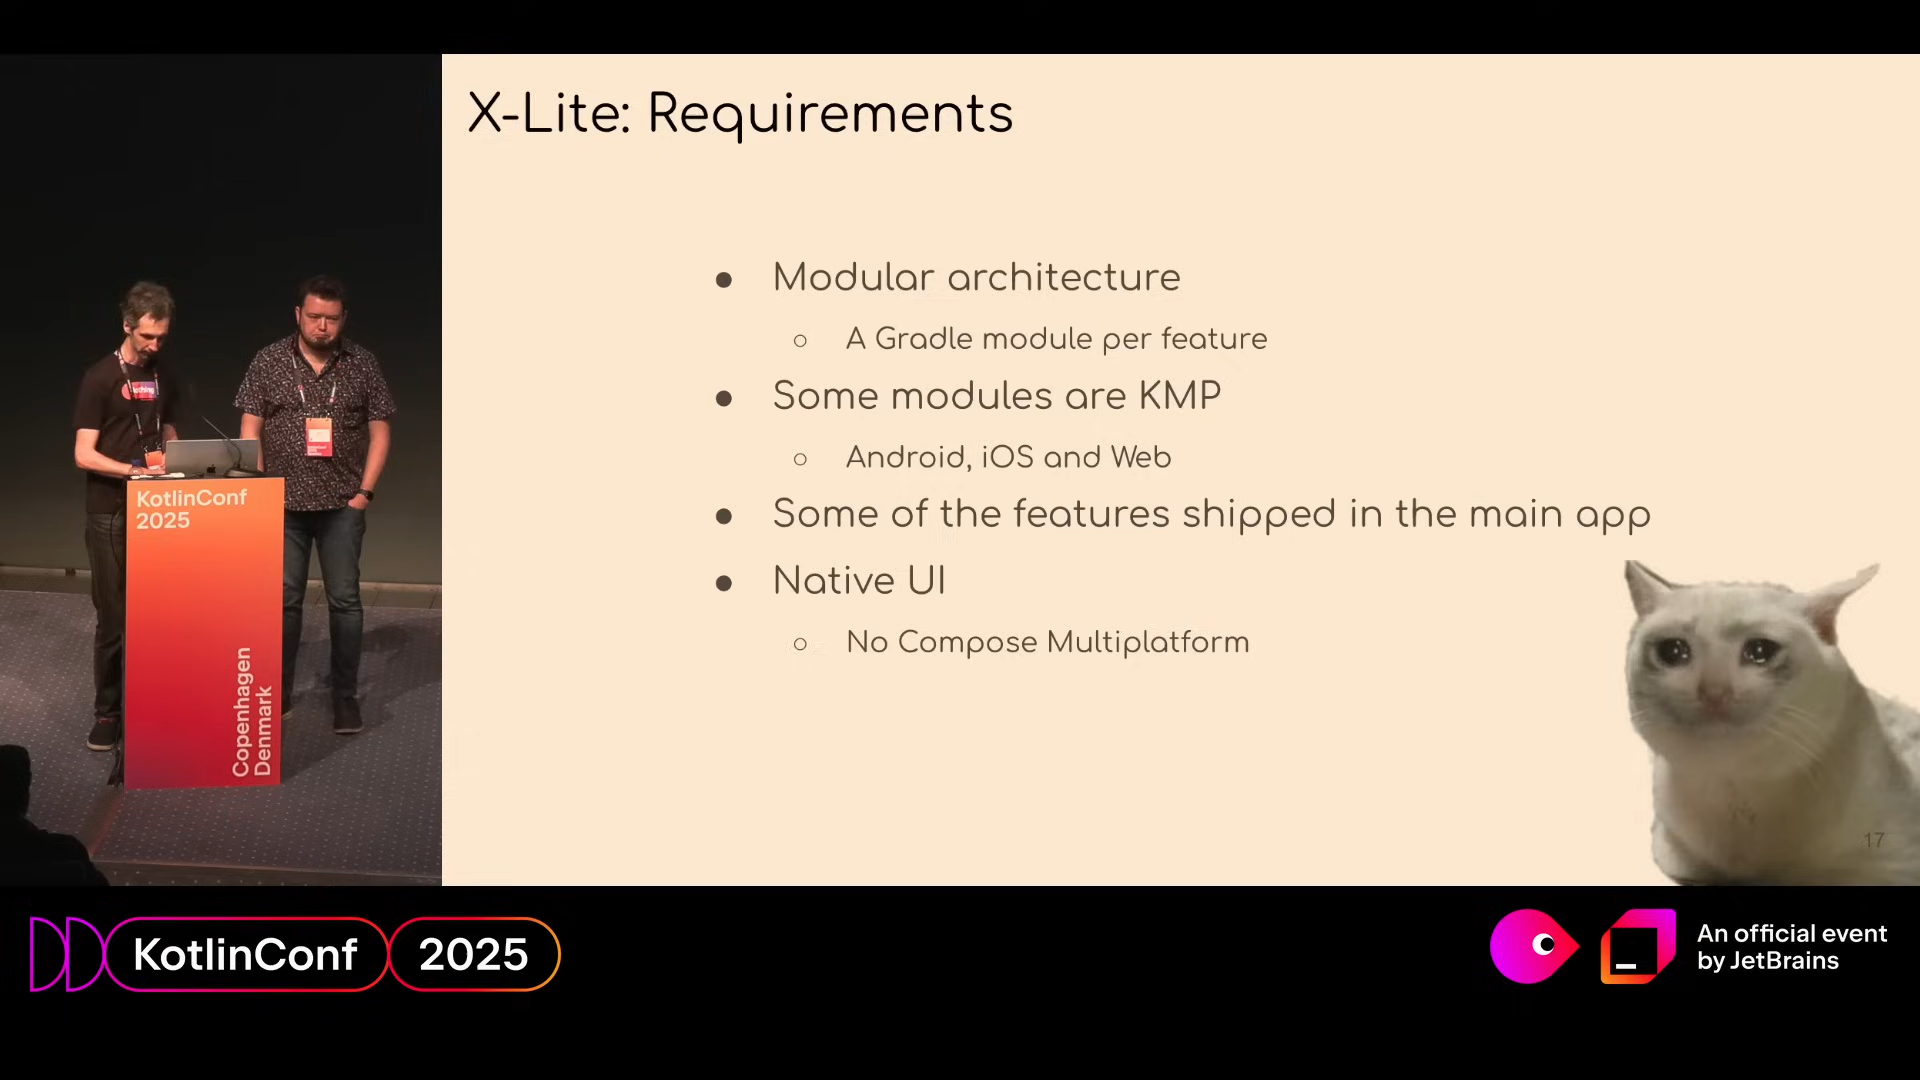 X-Lite: Requirements
● Modular architecture
○ A Gradle module per feature
● Some modules are KMP
○ Android, iOS and Web
● Some of the features shipped in the main app
● Native UI
○ No Compose Multiplatform
17
KotlinConf
2025
Copenhagen
Denmark
KotlinConf 2025
An official event
by JetBrains